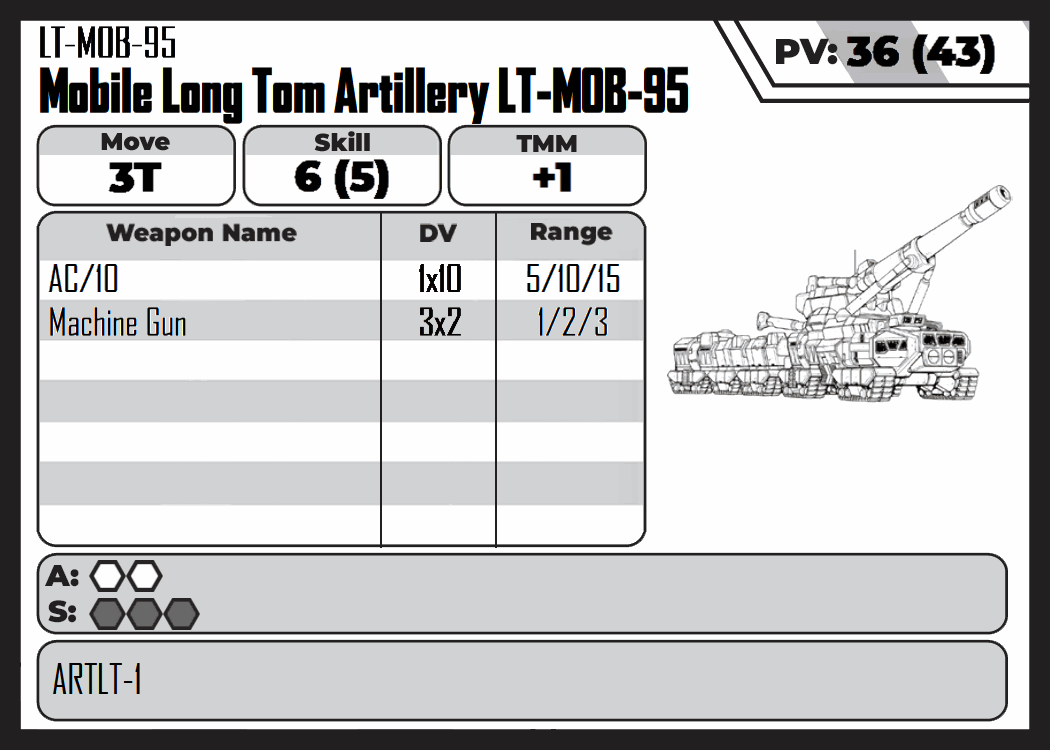 LT-MOB-95
PV: 36 (43)
Mobile Long Tom Artillery LT-MOB-95
Move Skill TMM
3T 6 (5) +1
Weapon Name DV Range
AC/10 1x10 5/10/15
Machine Gun 3x2 1/2/3
A:
S:
ARTLT-1